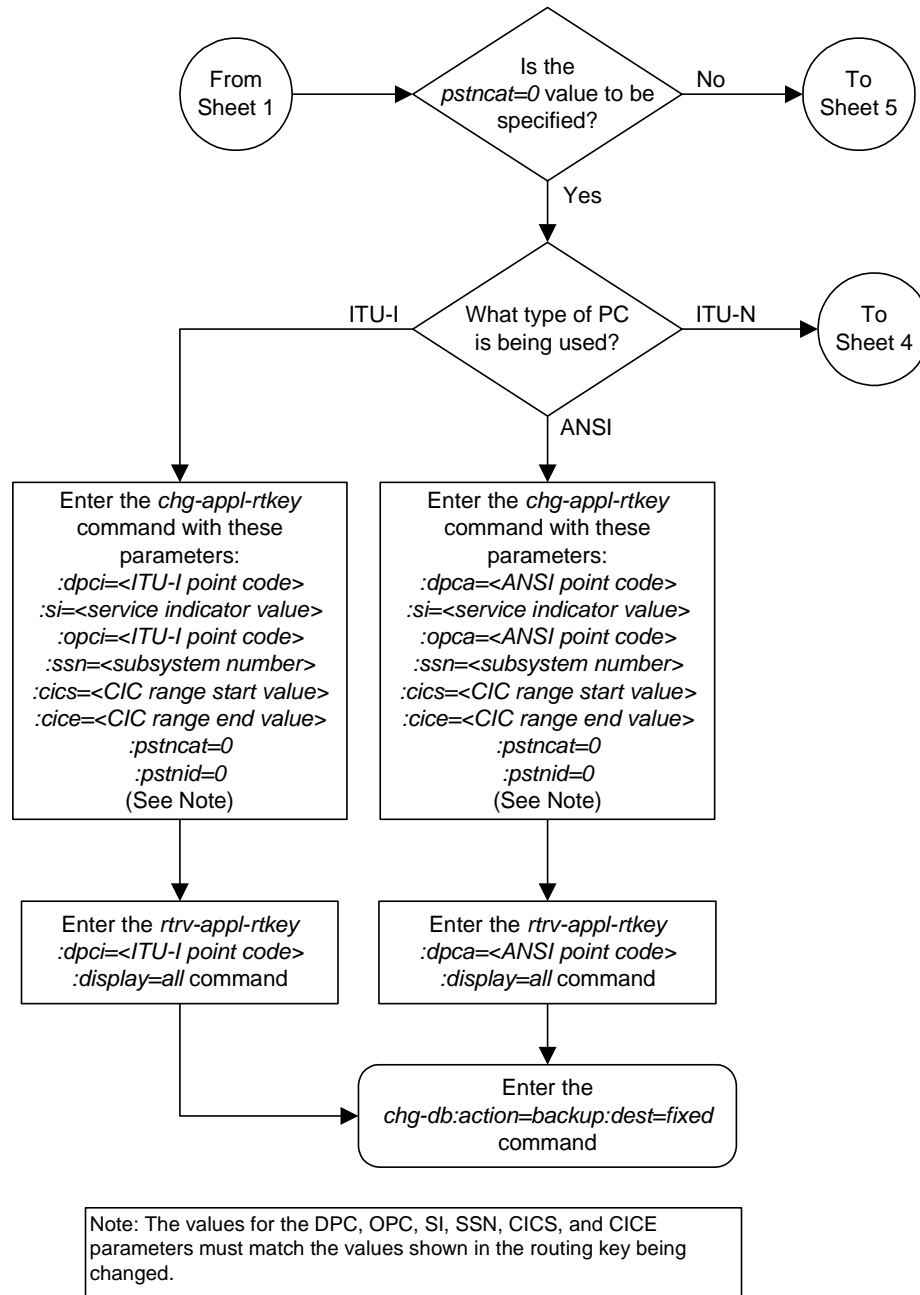 From
Sheet 1
Is the
pstncat=0 value to be
specified?
No
To
Sheet 5
Yes
ITU-I
What type of PC
is being used?
ITU-N
To
Sheet 4
ANSI
Enter the chg-appl-rtkey
command with these
parameters:
:dpci=<ITU-I point code>
:si=<service indicator value>
:opci=<ITU-I point code>
:ssn=<subsystem number>
:cics=<CIC range start value>
:cice=<CIC range end value>
:pstncat=0
:pstnid=0
(See Note)
Enter the chg-appl-rtkey
command with these
parameters:
:dpca=<ANSI point code>
:si=<service indicator value>
:opca=<ANSI point code>
:ssn=<subsystem number>
:cics=<CIC range start value>
:cice=<CIC range end value>
:pstncat=0
:pstnid=0
(See Note)
Enter the rtrv-appl-rtkey
:dpci=<ITU-I point code>
:display=all command
Enter the rtrv-appl-rtkey
:dpca=<ANSI point code>
:display=all command
Enter the
chg-db:action=backup:dest=fixed
command
Note: The values for the DPC, OPC, SI, SSN, CICS, and CICE
parameters must match the values shown in the routing key being
changed.